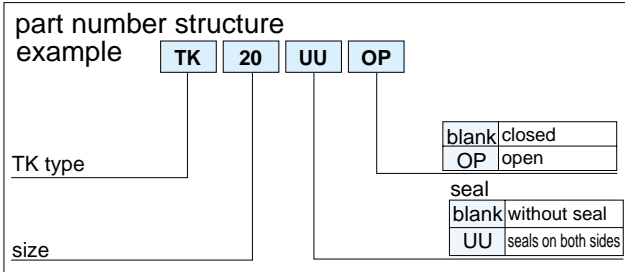 part number structure
example TK 20 UU OP
blank closed
OP open
TK type
seal
blank without seal
UU seals on both sides
size